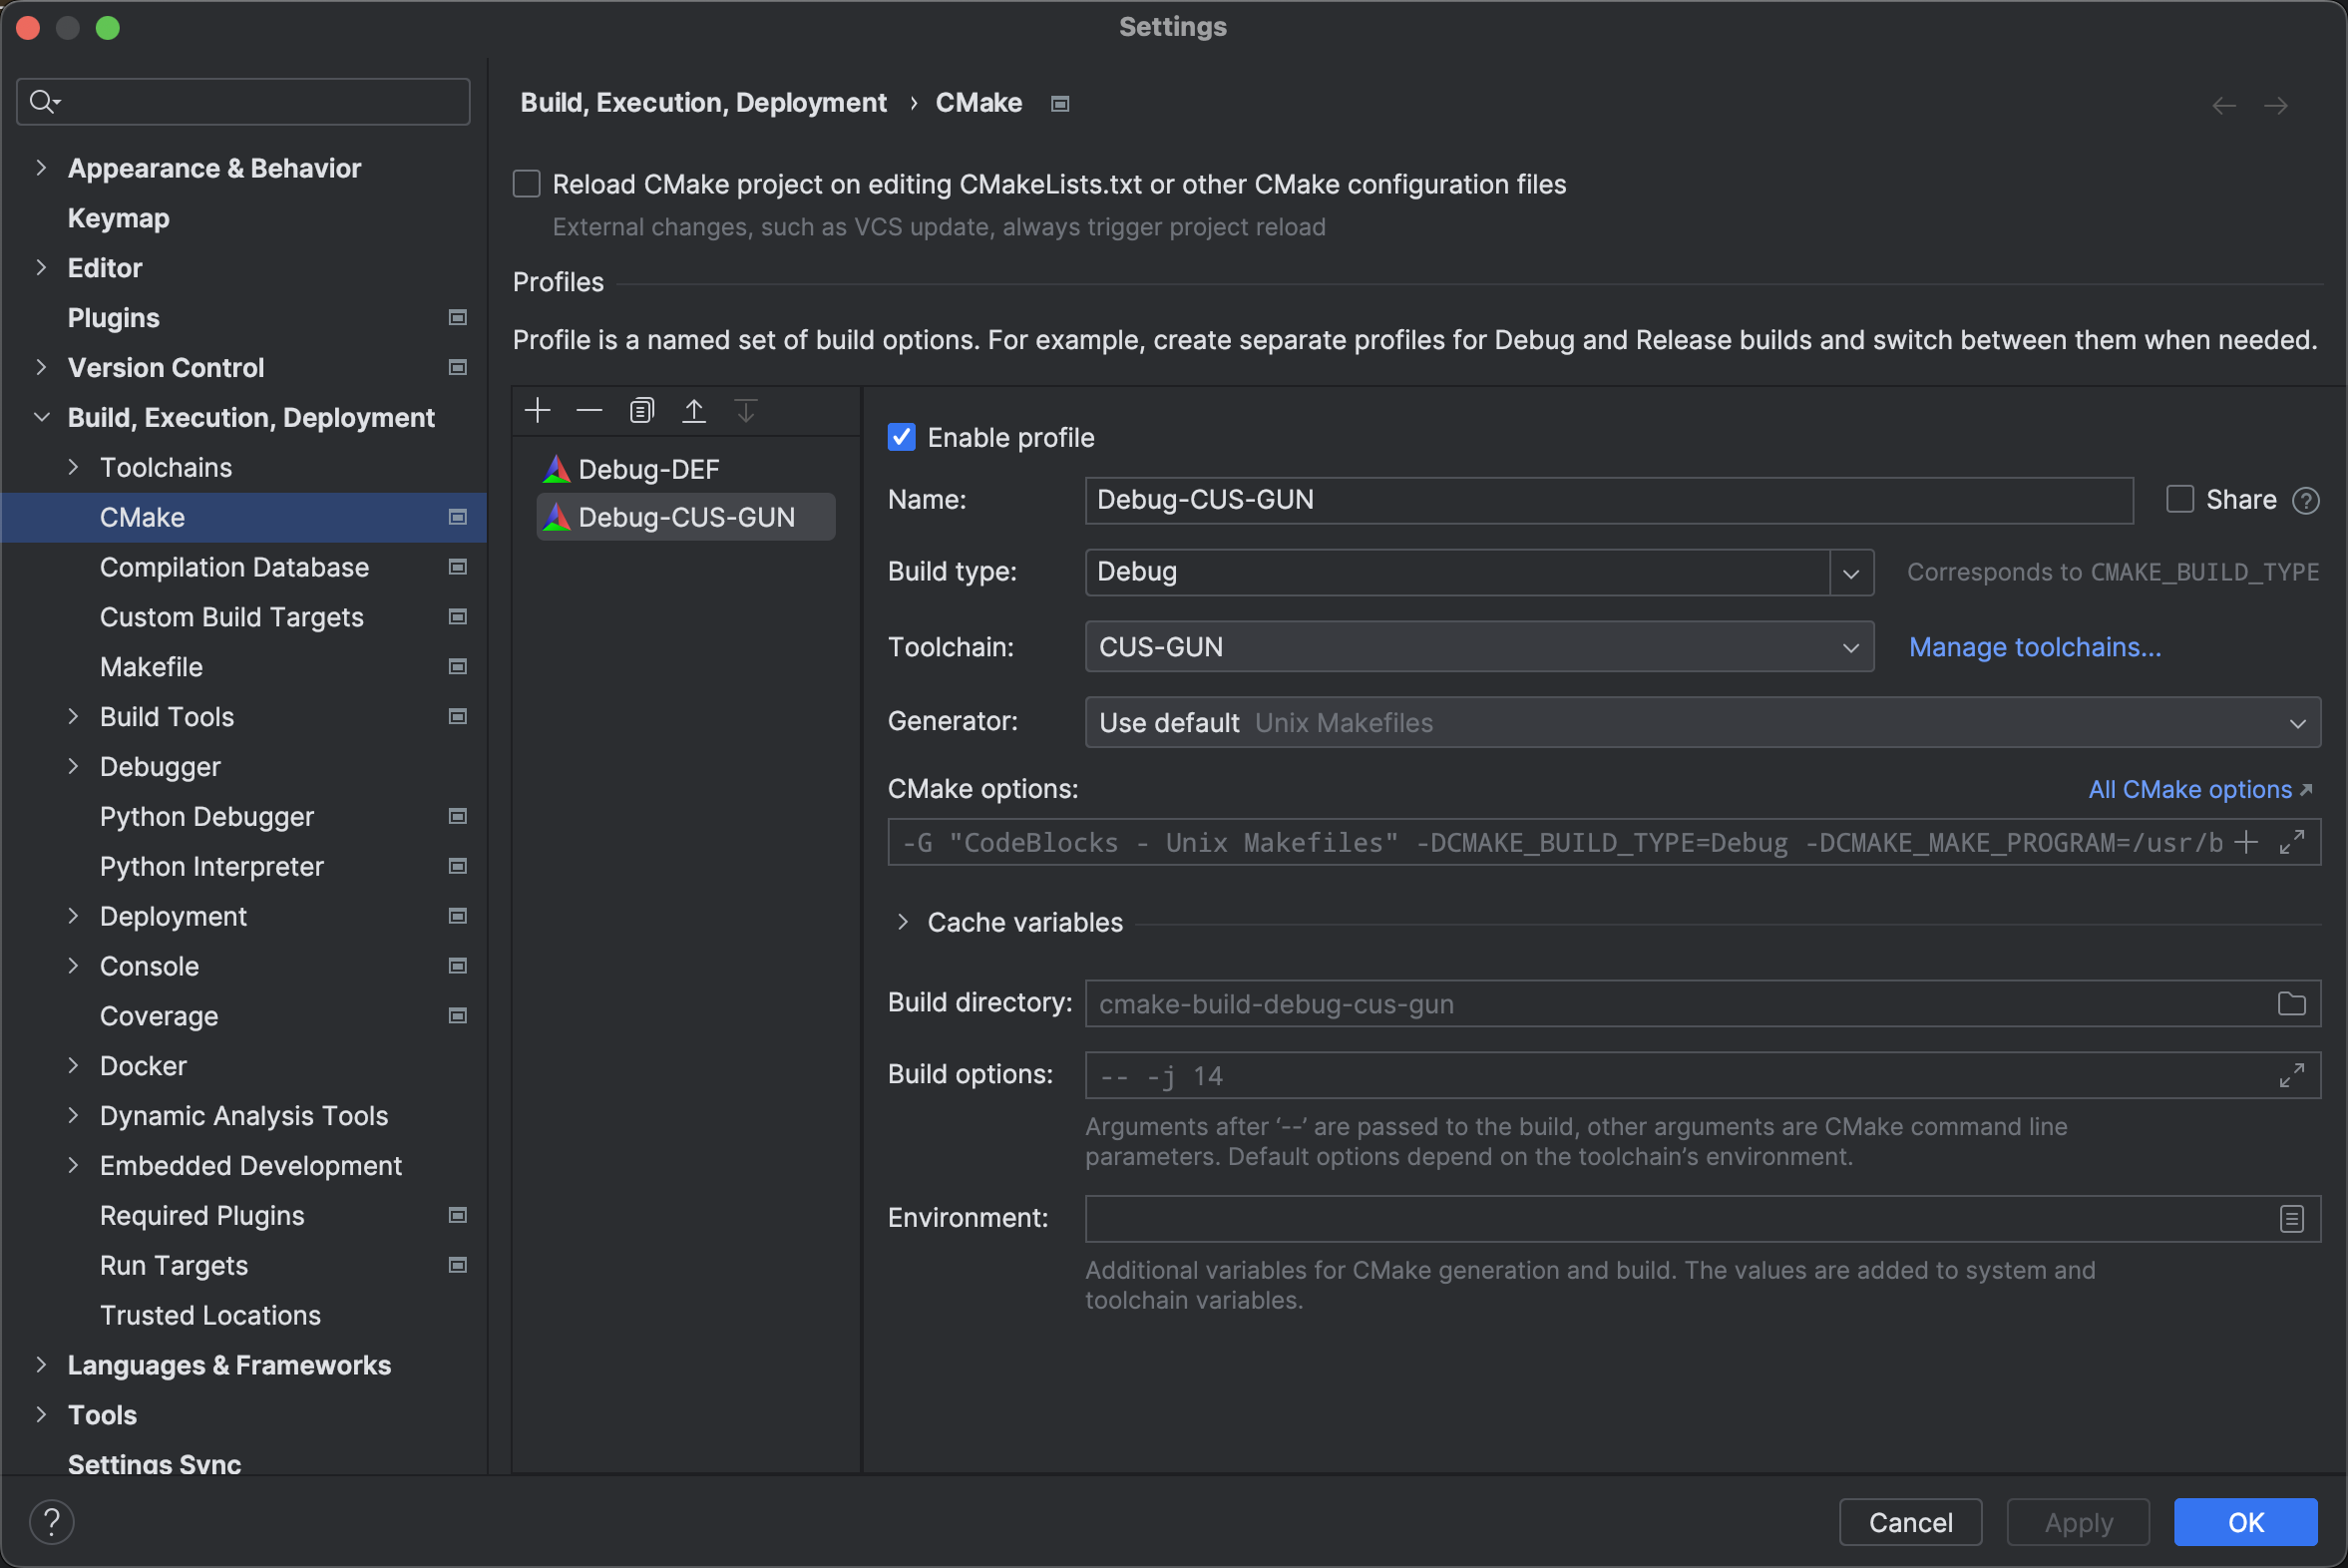 Settings
Appearance & Behavior
Keymap
Editor
Plugins
Version Control
Build, Execution, Deployment
Toolchains
CMake
Compilation Database
Custom Build Targets
Makefile
Build Tools
Debugger
Python Debugger
Python Interpreter
Deployment
Console
Coverage
Docker
Dynamic Analysis Tools
Embedded Development
Required Plugins
Run Targets
Trusted Locations
Languages & Frameworks
Tools
Settings Sync
Build, Execution, Deployment › CMake
Reload CMake project on editing CMakeLists.txt or other CMake configuration files
External changes, such as VCS update, always trigger project reload
Profiles
Profile is a named set of build options. For example, create separate profiles for Debug and Release builds and switch between them when needed.
Debug-DEF
Debug-CUS-GUN
Enable profile
Name: Debug-CUS-GUN Share ?
Build type: Debug Corresponds to CMAKE_BUILD_TYPE
Toolchain: CUS-GUN Manage toolchains...
Generator: Use default Unix Makefiles
CMake options: All CMake options ↗
-G "CodeBlocks - Unix Makefiles" -DCMAKE_BUILD_TYPE=Debug -DCMAKE_MAKE_PROGRAM=/usr/b
Cache variables
Build directory: cmake-build-debug-cus-gun
Build options: -- -j 14
Arguments after ‘--’ are passed to the build, other arguments are CMake command line
parameters. Default options depend on the toolchain’s environment.
Environment:
Additional variables for CMake generation and build. The values are added to system and
toolchain variables.
? Cancel Apply OK